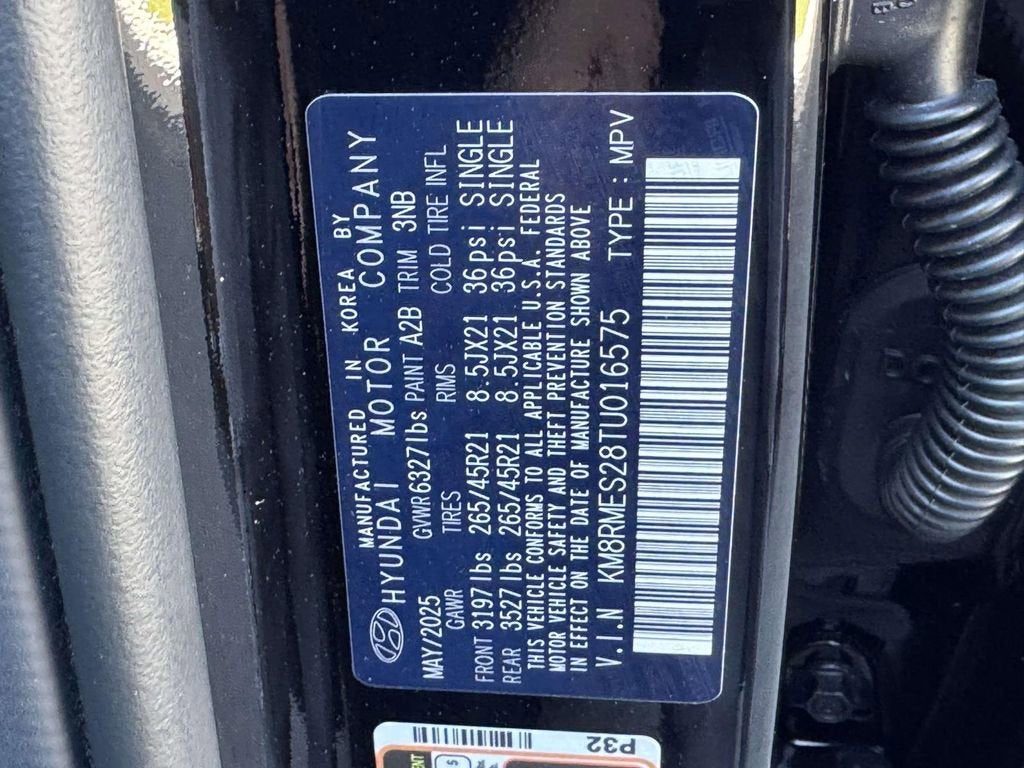 MANUFACTURED IN KOREA BY
HYUNDAI MOTOR COMPANY
MAY/2025 GVWR 6327lbs PAINT A2B TRIM 3NB
GAWR TIRES RIMS COLD TIRE INFL
FRONT 3197lbs 265/45R21 8.5JX21 36psi SINGLE
REAR 3527lbs 265/45R21 8.5JX21 36psi SINGLE
THIS VEHICLE CONFORMS TO ALL APPLICABLE U.S.A. FEDERAL
MOTOR VEHICLE SAFETY AND THEFT PREVENTION STANDARDS
IN EFFECT ON THE DATE OF MANUFACTURE SHOWN ABOVE
V.I.N KM8RMES28TU016575 TYPE : MPV
P32